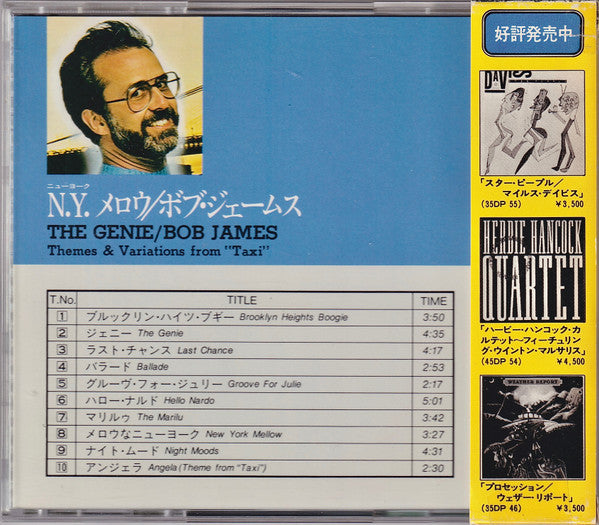 ニューヨーク
N.Y. メロウ/ボブ・ジェームス
THE GENIE/BOB JAMES
Themes & Variations from "Taxi"
T.No. TITLE TIME
1 ブルックリン・ハイツ・ブギー Brooklyn Heights Boogie 3:50
2 ジェニー The Genie 4:35
3 ラスト・チャンス Last Chance 4:17
4 バラード Ballade 2:53
5 グルーヴ・フォー・ジュリー Groove For Julie 2:17
6 ハロー・ナルド Hello Nardo 5:01
7 マリルゥ The Marilu 3:42
8 メロウなニューヨーク New York Mellow 3:27
9 ナイト・ムード Night Moods 4:31
10 アンジェラ Angela (Theme from "Taxi") 2:30
好評発売中
DAVIS
「スター・ピープル/
マイルス・デイビス」
(35DP 55) ¥3,500
HERBIE HANCOCK
QUARTET
「ハービー・ハンコック・カ
ルテット〜フィーチュリン
グ・ウイントン・マルサリス」
(45DP 54) ¥4,500
WEATHER REPORT
「プロセッション/
ウェザー・リポート」
(35DP 46) ¥3,500